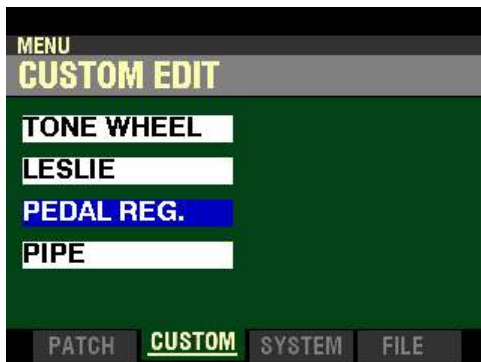 MENU
CUSTOM EDIT
TONE WHEEL
LESLIE
PEDAL REG.
PIPE
PATCH CUSTOM SYSTEM FILE